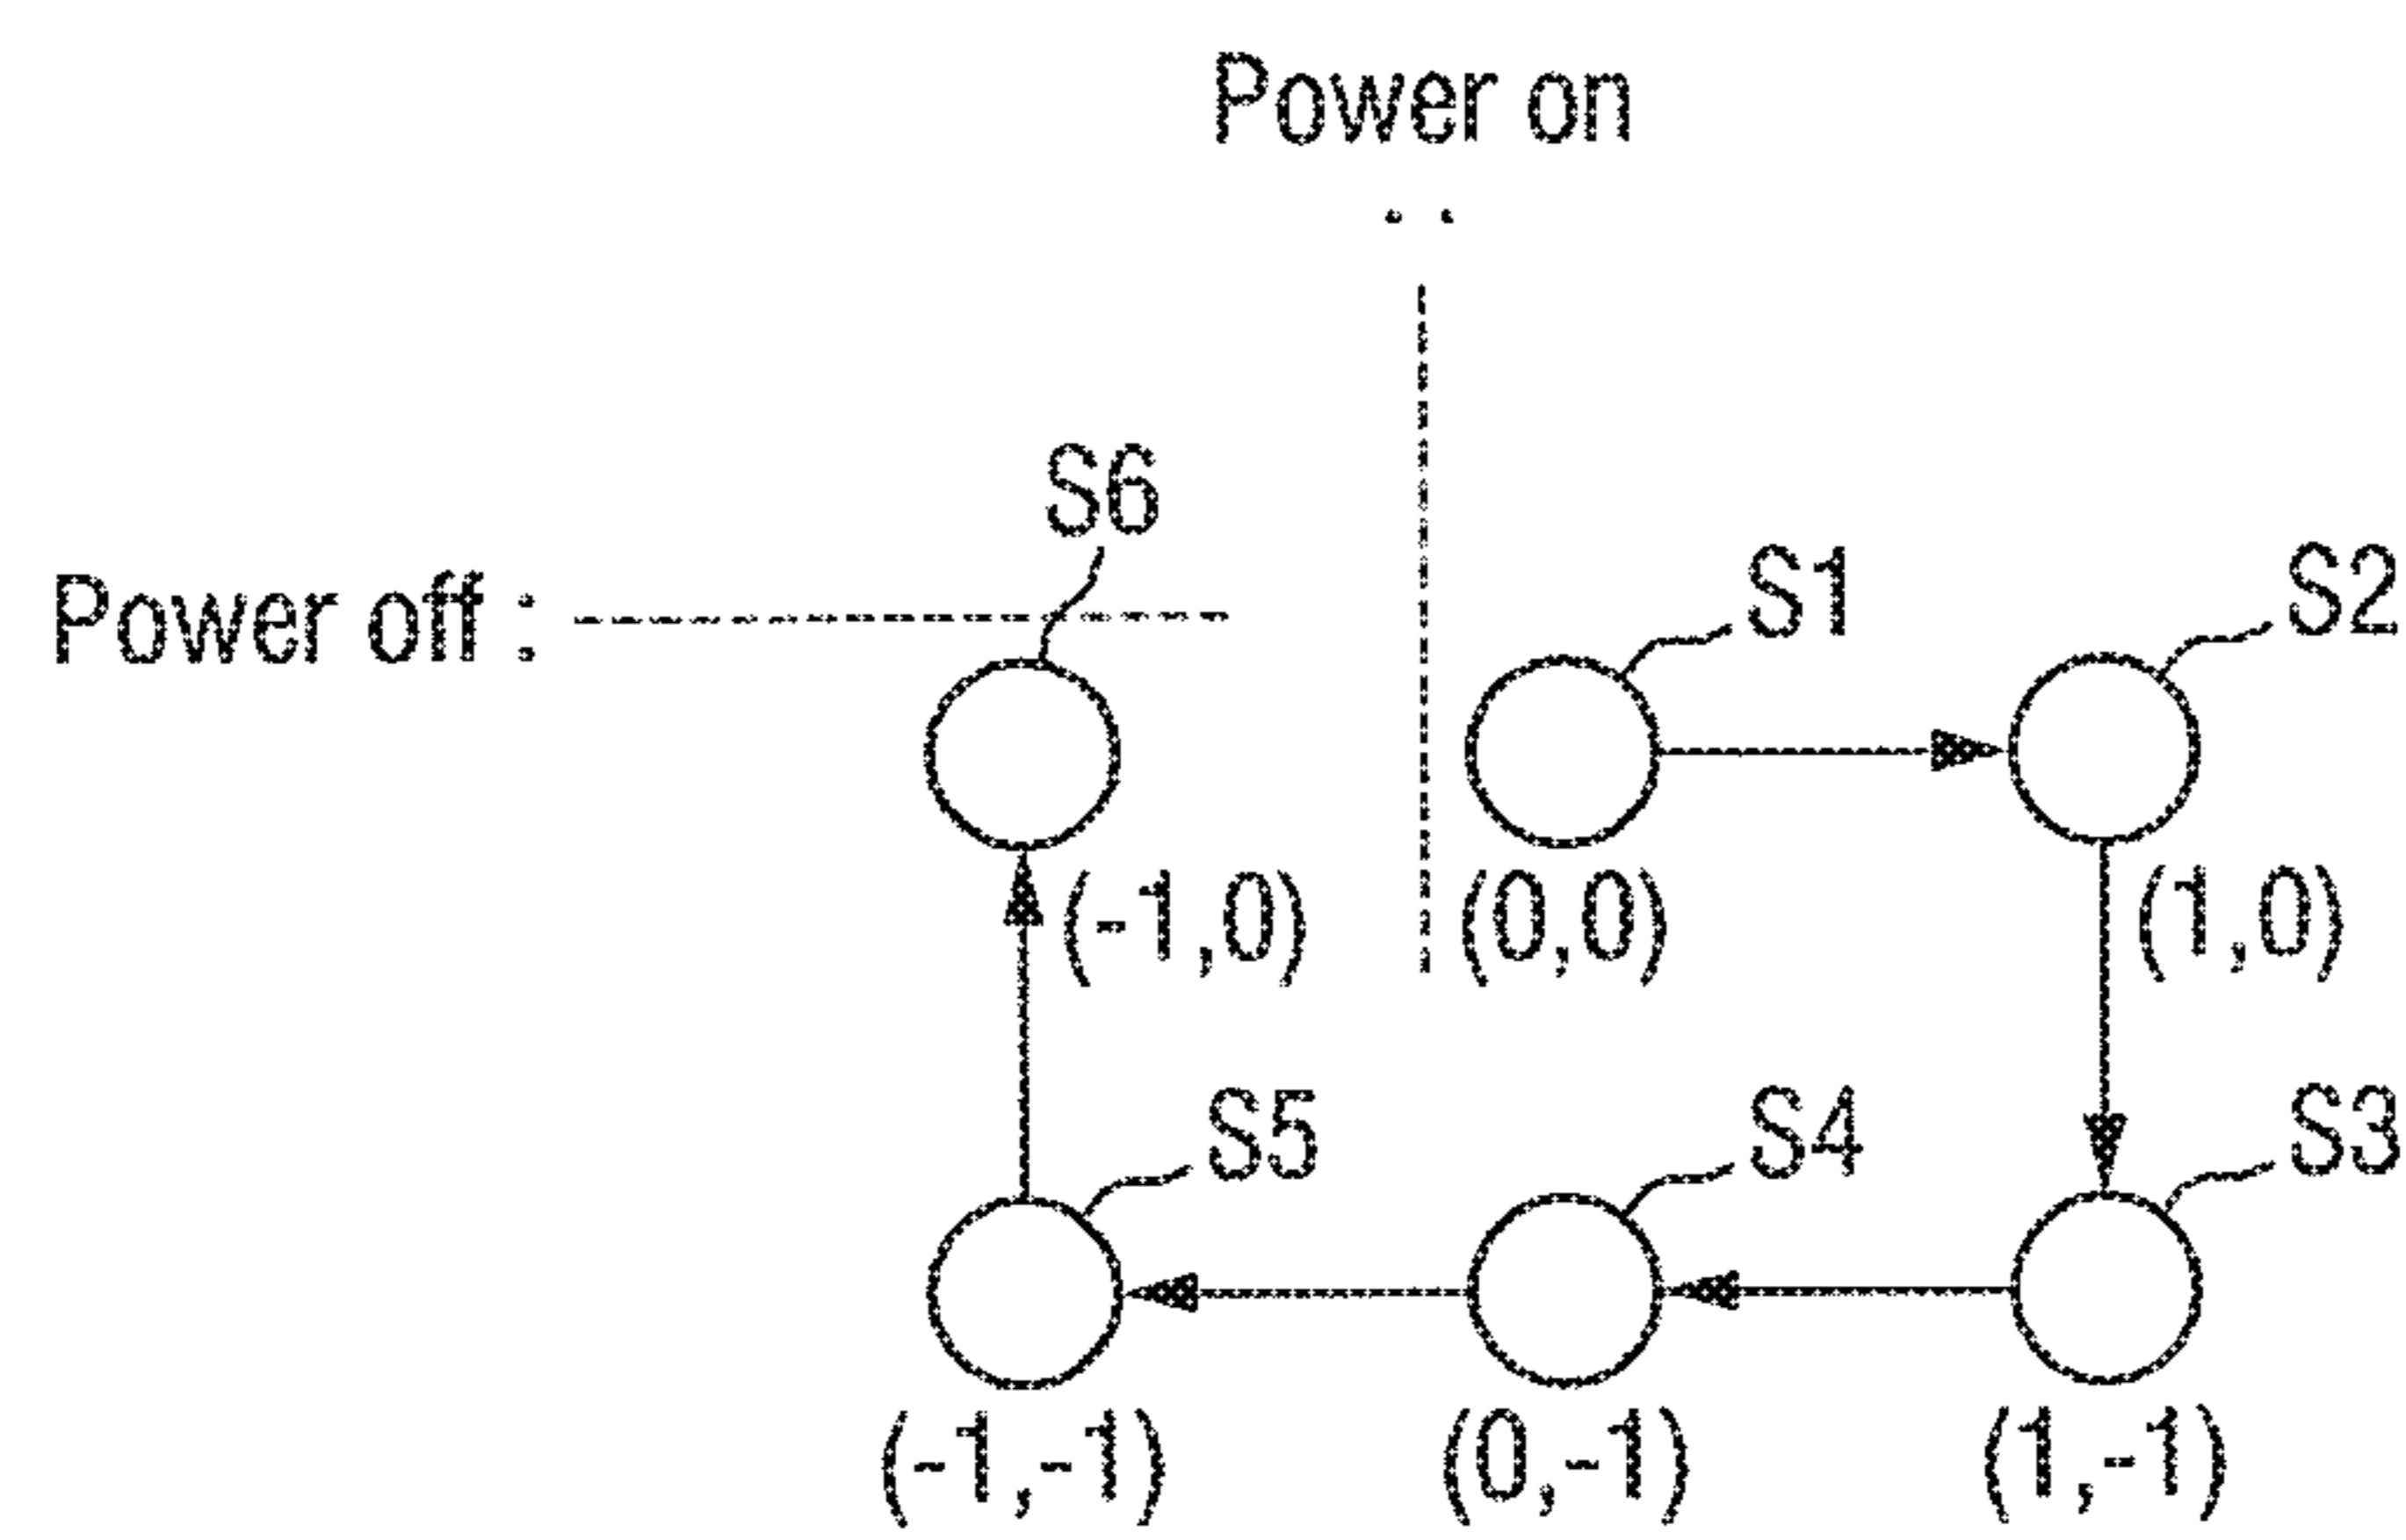 Power on
S6
Power off :
S1
S2
(-1,0)
(0,0)
(1,0)
S5
S4
S3
(-1,-1)
(0,-1)
(1,-1)